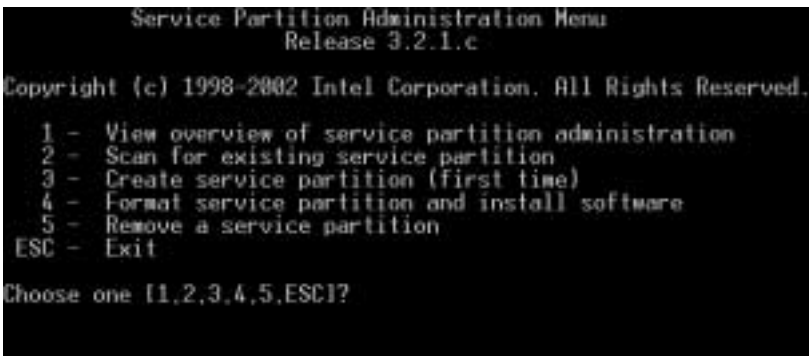 Service Partition Administration Menu
Release 3.2.1.c
Copyright (c) 1998-2002 Intel Corporation. All Rights Reserved.
1 - View overview of service partition administration
2 - Scan for existing service partition
3 - Create service partition (first time)
4 - Format service partition and install software
5 - Remove a service partition
ESC - Exit
Choose one [1,2,3,4,5,ESC]?